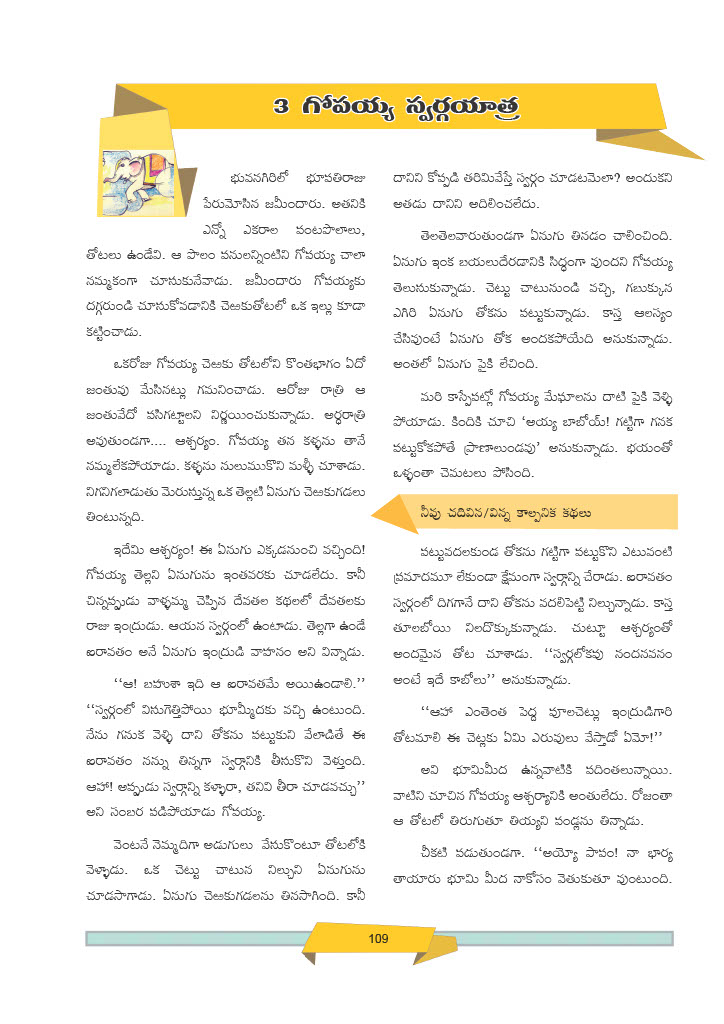 3 గోపయ్య స్వర్గయాత్ర
భువనగిరిలో భూపతిరాజు
పేరుమోసిన జమీందారు. అతనికి
ఎన్నో ఎకరాల పంటపొలాలు,
తోటలు ఉండేవి. ఆ పొలం పనులన్నింటిని గోపయ్య చాలా
నమ్మకంగా చూసుకునేవాడు. జమీందారు గోపయ్యకు
దగ్గరుండి చూసుకోవడానికి చెఱకుతోటలో ఒక ఇల్లు కూడా
కట్టించాడు.
ఒకరోజు గోపయ్య చెఱకు తోటలోని కొంతభాగం ఏదో
జంతువు మేసినట్లు గమనించాడు. ఆరోజు రాత్రి ఆ
జంతువేదో పసిగట్టాలని నిర్ణయించుకున్నాడు. అర్ధరాత్రి
అవుతుండగా.... ఆశ్చర్యం. గోపయ్య తన కళ్ళను తానే
నమ్మలేకపోయాడు. కళ్ళను నులుముకొని మళ్ళీ చూశాడు.
నిగనిగలాడుతు మెరుస్తున్న ఒక తెల్లటి ఏనుగు చెఱకుగడలు
తింటున్నది.
ఇదేమి ఆశ్చర్యం! ఈ ఏనుగు ఎక్కడనుంచి వచ్చింది!
గోపయ్య తెల్లని ఏనుగును ఇంతవరకు చూడలేదు. కానీ
చిన్నప్పుడు వాళ్ళమ్మ చెప్పిన దేవతల కథలలో దేవతలకు
రాజు ఇంద్రుడు. ఆయన స్వర్గంలో ఉంటాడు. తెల్లగా ఉండే
ఐరావతం అనే ఏనుగు ఇంద్రుడి వాహనం అని విన్నాడు.
‘‘ఆ! బహుశా ఇది ఆ ఐరావతమే అయిఉండాలి.’’
‘‘స్వర్గంలో విసుగెత్తిపోయి భూమ్మీదకు వచ్చి ఉంటుంది.
నేను గనుక వెళ్ళి దాని తోకను పట్టుకుని వేలాడితే ఈ
ఐరావతం నన్ను తిన్నగా స్వర్గానికి తీసుకొని వెళ్తుంది.
ఆహా! అప్పుడు స్వర్గాన్ని కళ్ళారా, తనివి తీరా చూడవచ్చు’’
అని సంబర పడిపోయాడు గోపయ్య.
వెంటనే నెమ్మదిగా అడుగులు వేసుకొంటూ తోటలోకి
వెళ్ళాడు. ఒక చెట్టు చాటున నిల్చుని ఏనుగును
చూడసాగాడు. ఏనుగు చెఱకుగడలను తినసాగింది. కానీ
దానిని కోప్పడి తరిమివేస్తే స్వర్గం చూడటమెలా? అందుకని
అతడు దానిని అదిలించలేదు.
తెలతెలవారుతుండగా ఏనుగు తినడం చాలించింది.
ఏనుగు ఇంక బయలుదేరడానికి సిద్ధంగా వుందని గోపయ్య
తెలుసుకున్నాడు. చెట్టు చాటునుండి వచ్చి, గబుక్కున
ఎగిరి ఏనుగు తోకను పట్టుకున్నాడు. కాస్త ఆలస్యం
చేసివుంటే ఏనుగు తోక అందకపోయేది అనుకున్నాడు.
అంతలో ఏనుగు పైకి లేచింది.
మరి కాస్సేపట్లో గోపయ్య మేఘాలను దాటి పైకి వెళ్ళి
పోయాడు. కిందికి చూచి ‘అయ్య బాబోయ్! గట్టిగా గనక
పట్టుకోకపోతే ప్రాణాలుండవు’ అనుకున్నాడు. భయంతో
ఒళ్ళంతా చెమటలు పోసింది.
నీవు చదివిన/విన్న కాల్పనిక కథలు
పట్టువదలకుండ తోకను గట్టిగా పట్టుకొని ఎటువంటి
ప్రమాదమూ లేకుండా క్షేమంగా స్వర్గాన్ని చేరాడు. ఐరావతం
స్వర్గంలో దిగగానే దాని తోకను వదలిపెట్టి నిల్చున్నాడు. కాస్త
తూలబోయి నిలదొక్కుకున్నాడు. చుట్టూ ఆశ్చర్యంతో
అందమైన తోట చూశాడు. ‘‘స్వర్గలోకపు నందనవనం
అంటే ఇదే కాబోలు’’ అనుకున్నాడు.
‘‘ఆహా ఎంతెంత పెద్ద పూలచెట్లు ఇంద్రుడిగారి
తోటమాలి ఈ చెట్లకు ఏమి ఎరువులు వేస్తాడో ఏమో!’’
అవి భూమిమీద ఉన్నవాటికి పదింతలున్నాయి.
వాటిని చూచిన గోపయ్య ఆశ్చర్యానికి అంతులేదు. రోజంతా
ఆ తోటలో తిరుగుతూ తియ్యని పండ్లను తిన్నాడు.
చీకటి పడుతుండగా. ‘‘అయ్యో పాపం! నా భార్య
తాయారు భూమి మీద నాకోసం వెతుకుతూ వుంటుంది.
109